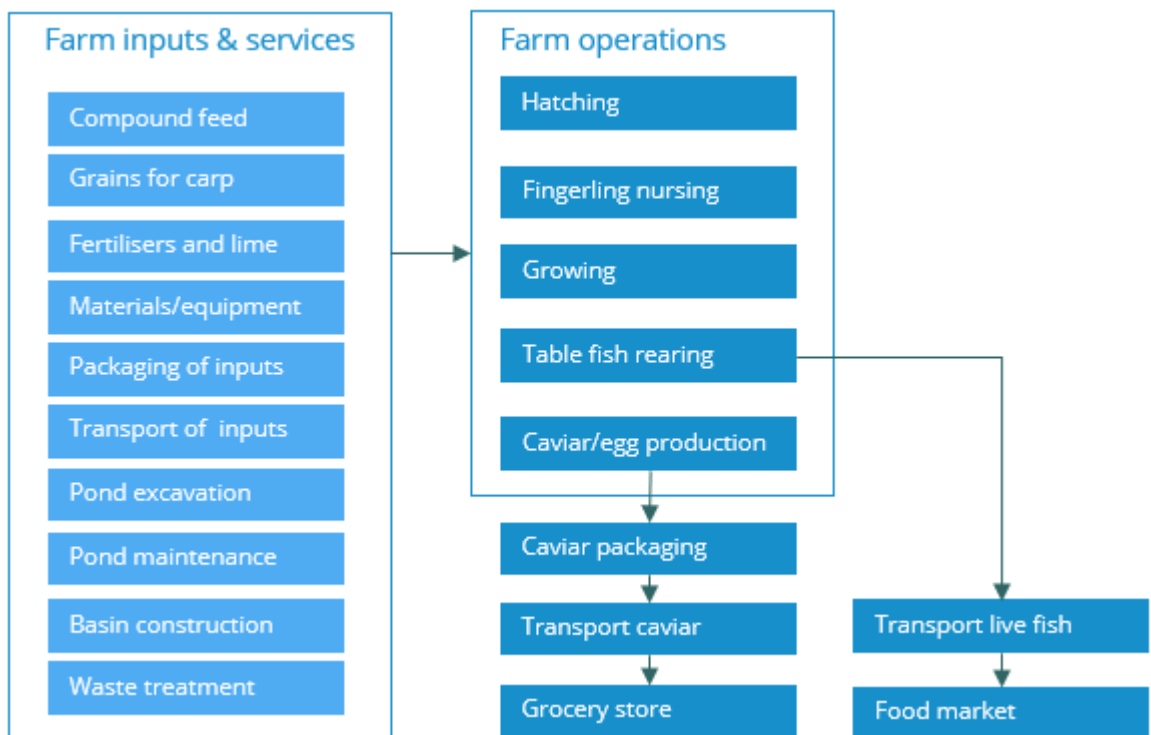 Farm inputs & services
Compound feed
Grains for carp
Fertilisers and lime
Materials/equipment
Packaging of inputs
Transport of  inputs
Pond excavation
Pond maintenance
Basin construction
Waste treatment
Farm operations
Hatching
Fingerling nursing
Growing
Table fish rearing
Caviar/egg production
Caviar packaging
Transport caviar
Grocery store
Transport live fish
Food market